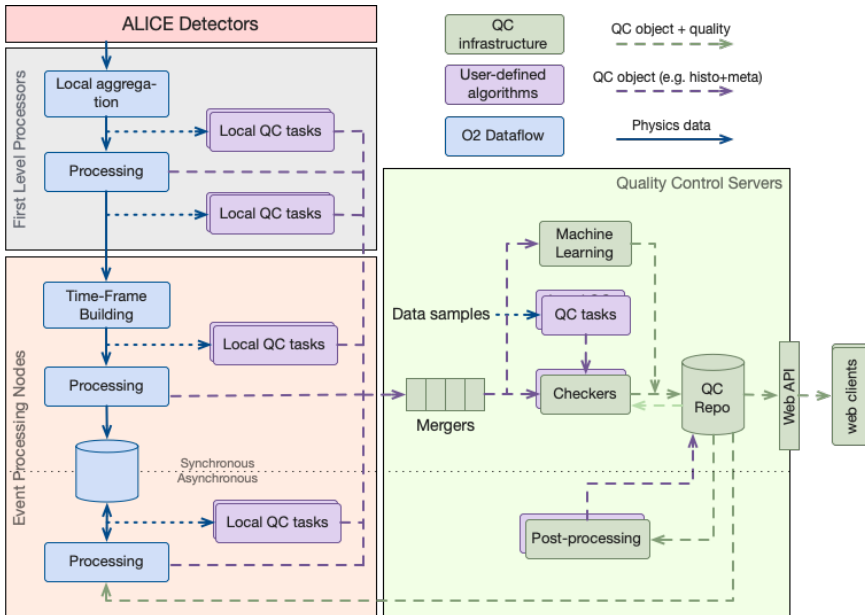 ALICE Detectors
First Level Processors
Local aggrega-
tion
Local QC tasks
Processing
Local QC tasks
Event Processing Nodes
Time-Frame
Building
Local QC tasks
Processing
Synchronous
Asynchronous
Local QC tasks
Processing
QC
infrastructure
QC object + quality
User-defined
algorithms
QC object (e.g. histo+meta)
O2 Dataflow
Physics data
Quality Control Servers
Machine
Learning
Data samples
QC tasks
Mergers
Checkers
QC
Repo
Web API
web clients
Post-processing